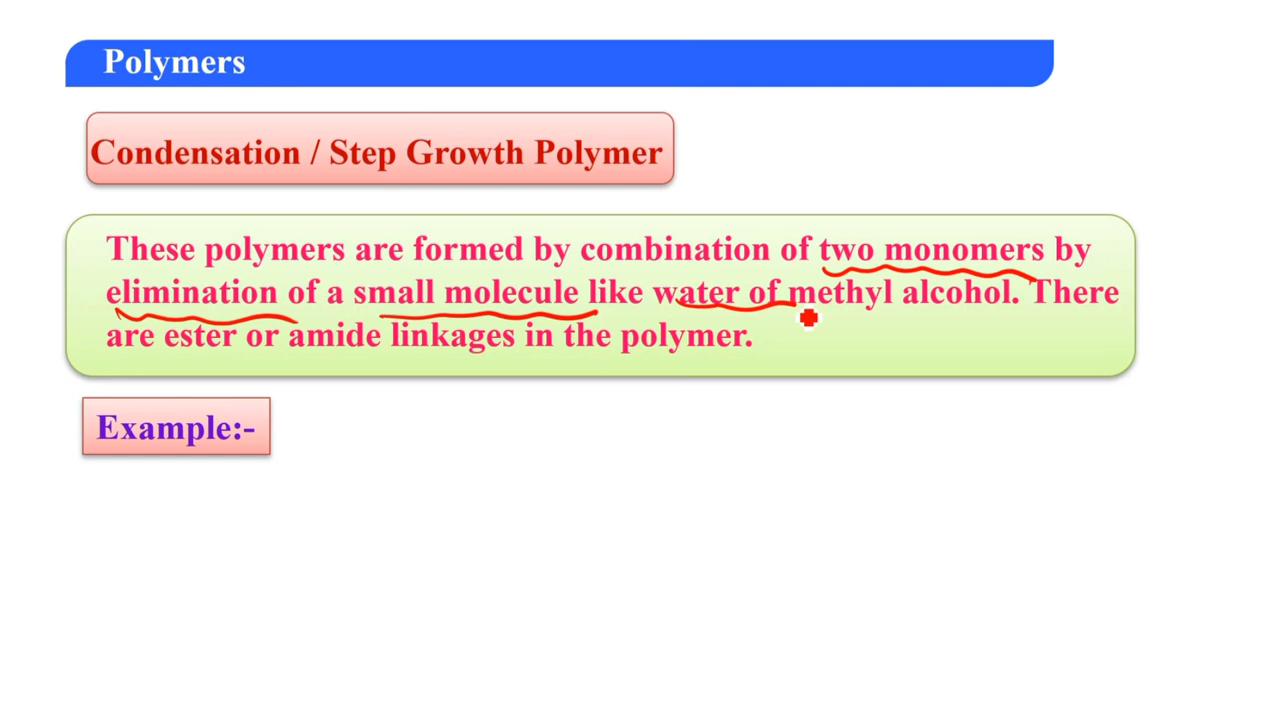 Polymers
Condensation / Step Growth Polymer
These polymers are formed by combination of two monomers by
elimination of a small molecule like water of methyl alcohol. There
are ester or amide linkages in the polymer.
Example:-